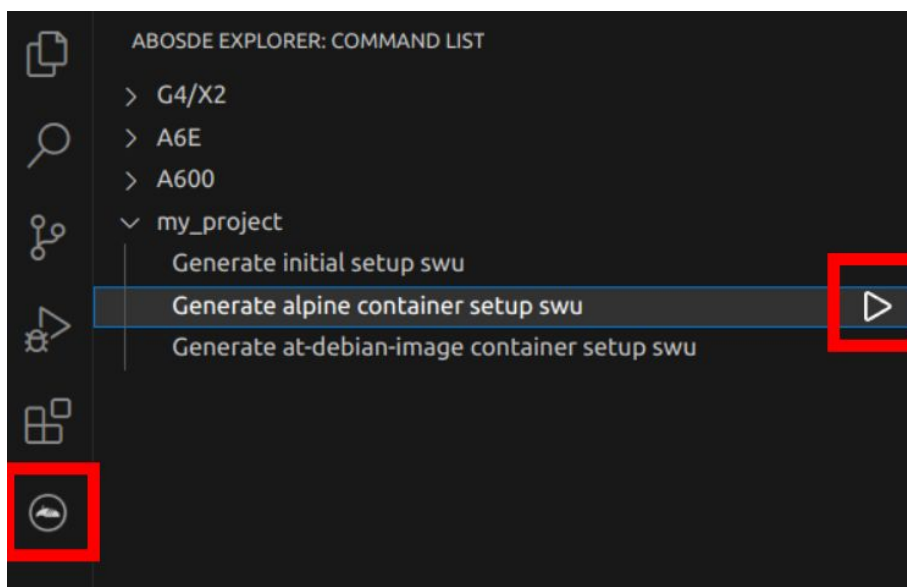 ABOSDE EXPLORER: COMMAND LIST
G4/X2
A6E
A600
my_project
Generate initial setup swu
Generate alpine container setup swu
Generate at-debian-image container setup swu